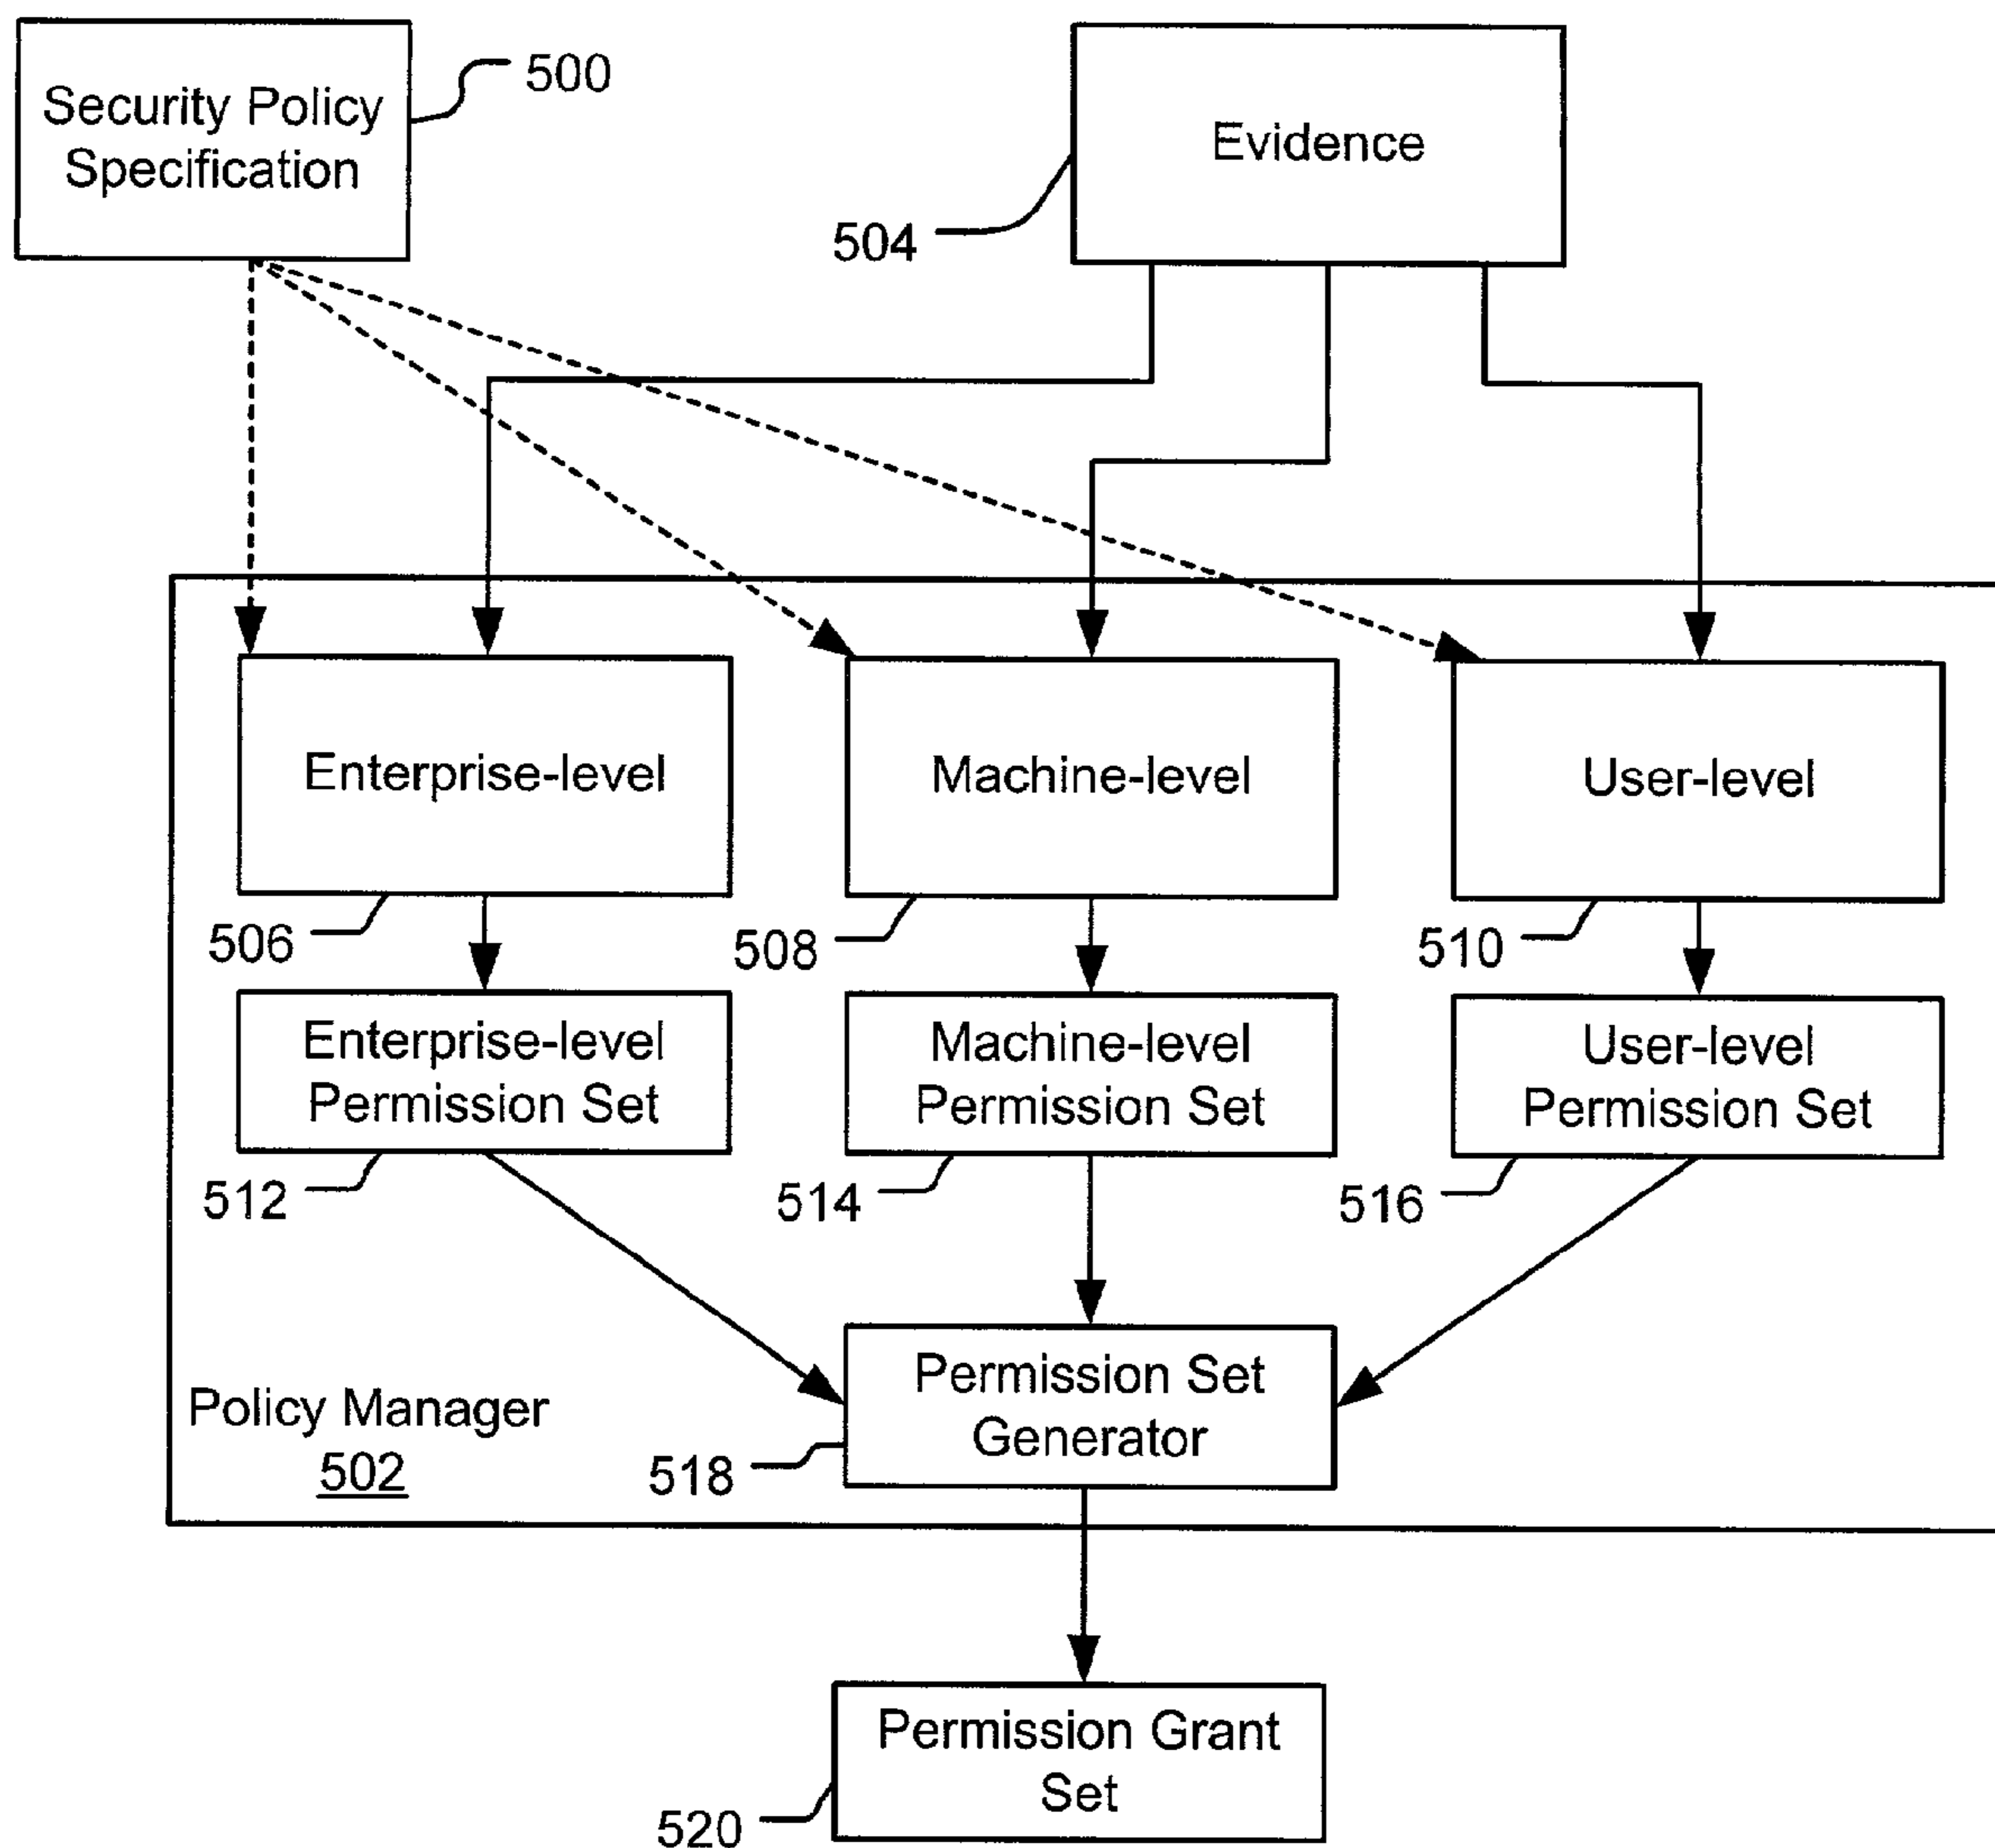 Security Policy
Specification
500
Evidence
504
Enterprise-level
Machine-level
User-level
506
508
510
Enterprise-level
Permission Set
Machine-level
Permission Set
User-level
Permission Set
512
514
516
Permission Set
Generator
Policy Manager
502
518
Permission Grant
Set
520